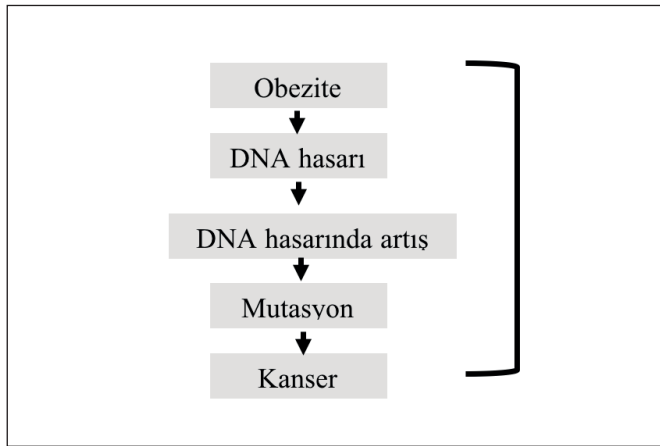 Obezite
DNA hasarı
DNA hasarında artış
Mutasyon
Kanser